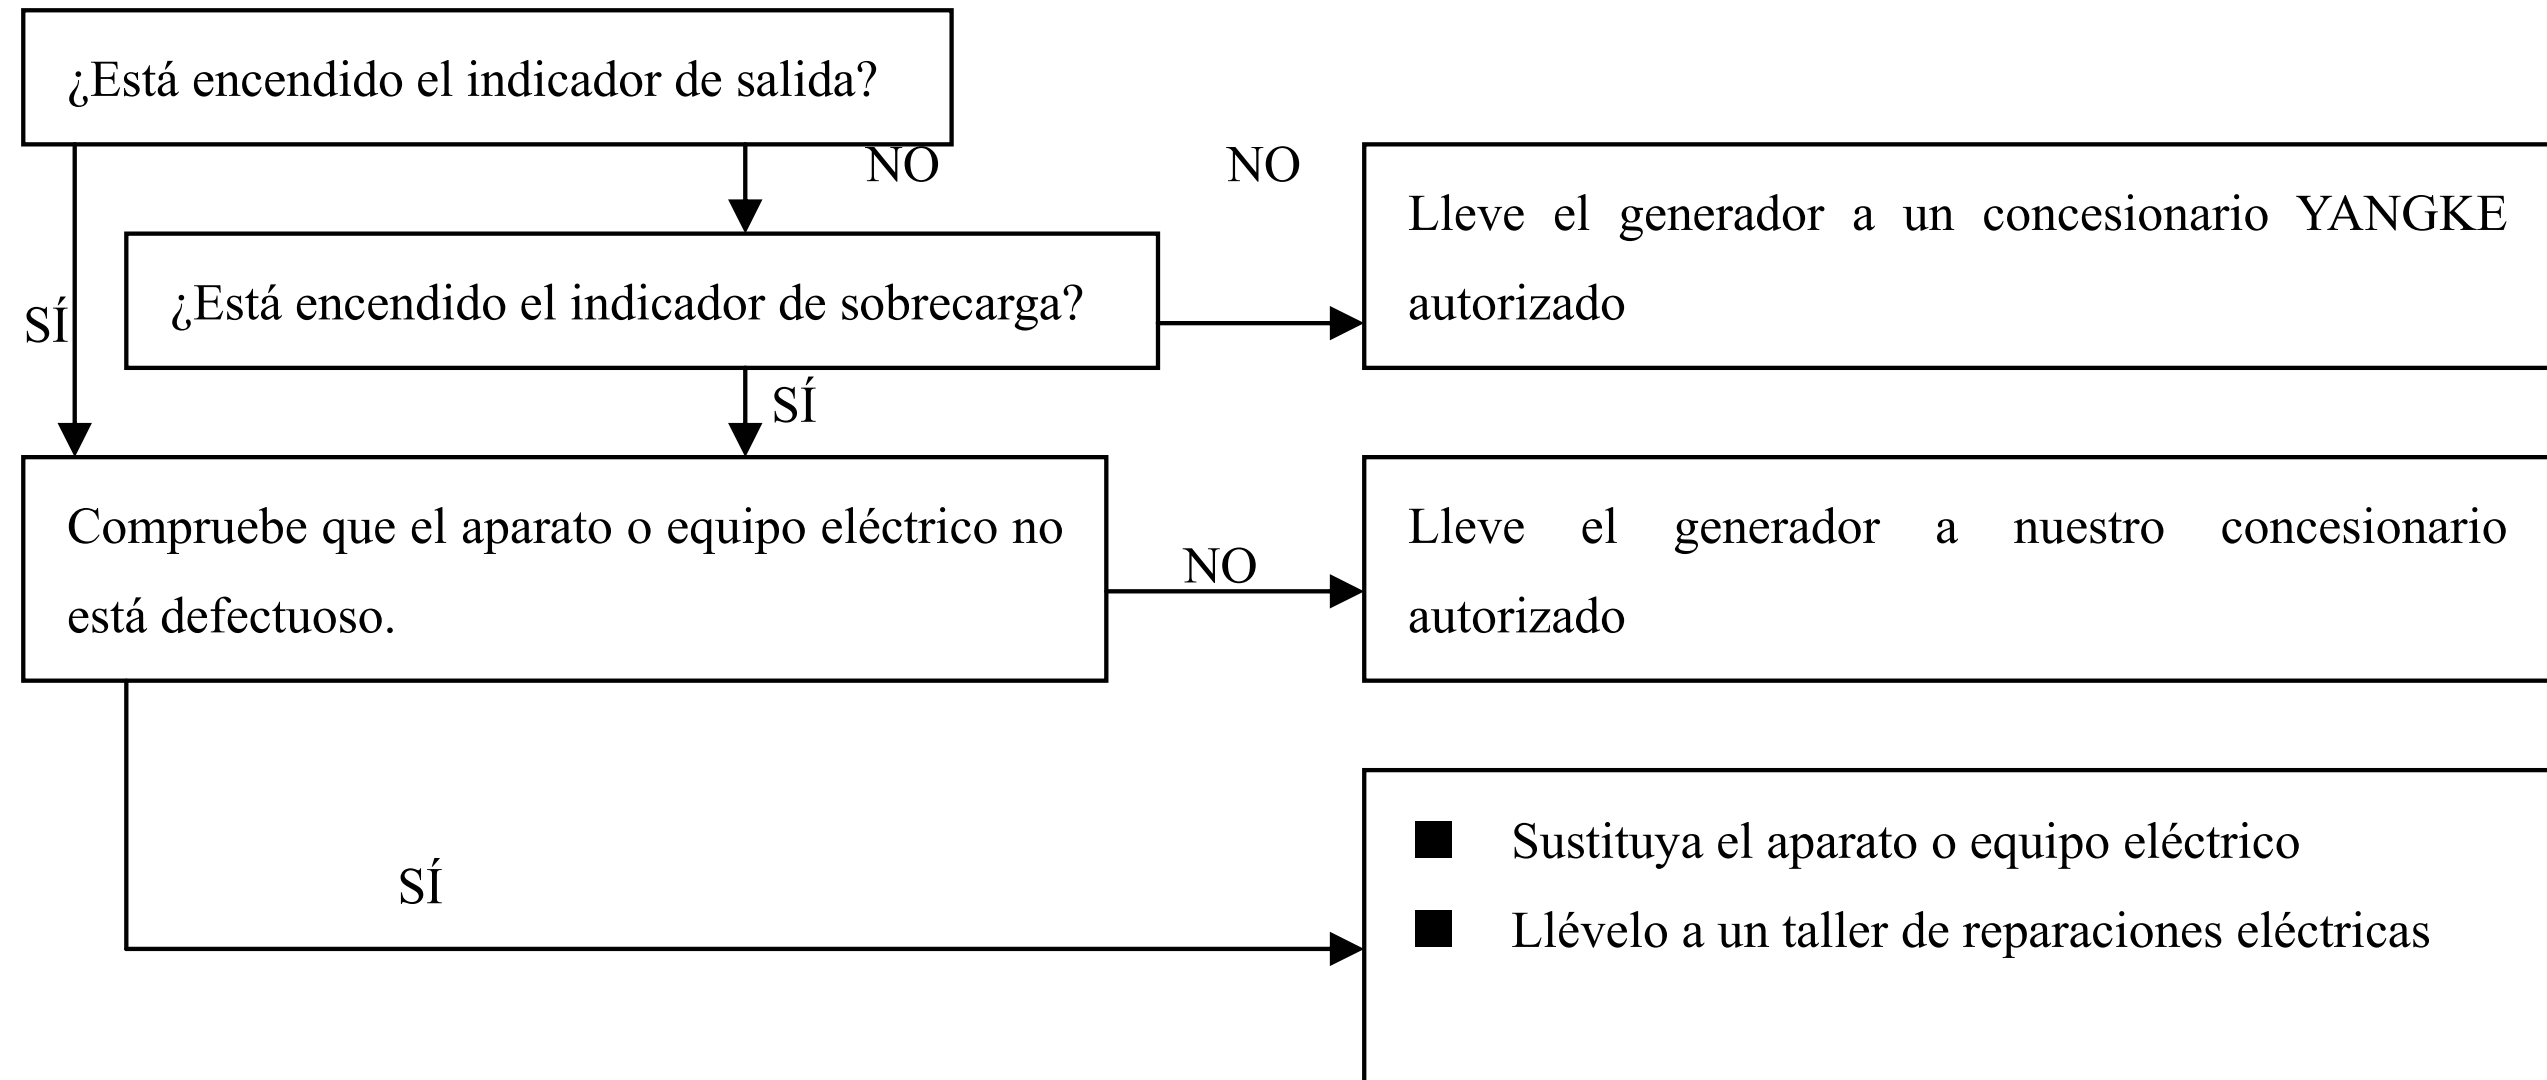 ¿Está encendido el indicador de salida?
NO
NO
Lleve el generador a un concesionario YANGKE
autorizado
¿Está encendido el indicador de sobrecarga?
SÍ
SÍ
Compruebe que el aparato o equipo eléctrico no
está defectuoso.
NO
Lleve el generador a nuestro concesionario
autorizado
SÍ
■ Sustituya el aparato o equipo eléctrico
■ Llévelo a un taller de reparaciones eléctricas